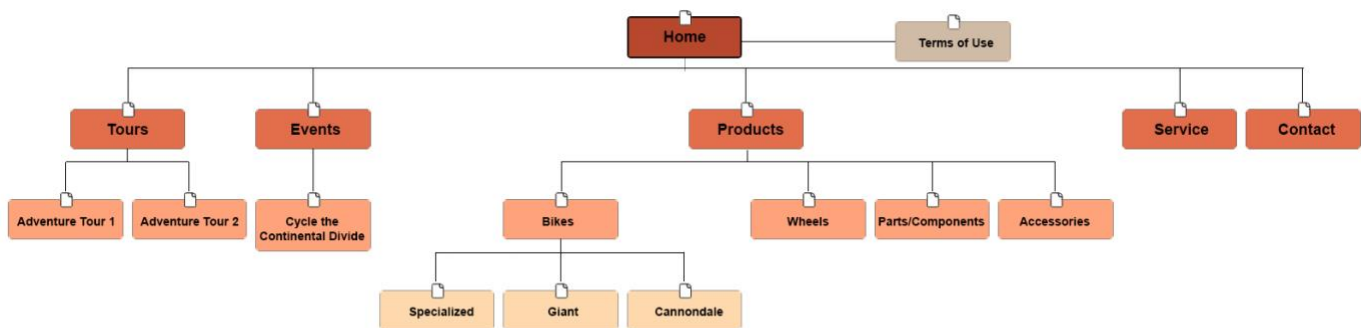 Home
Terms of Use
Tours
Events
Products
Service
Contact
Adventure Tour 1
Adventure Tour 2
Cycle the
Continental Divide
Bikes
Wheels
Parts/Components
Accessories
Specialized
Giant
Cannondale